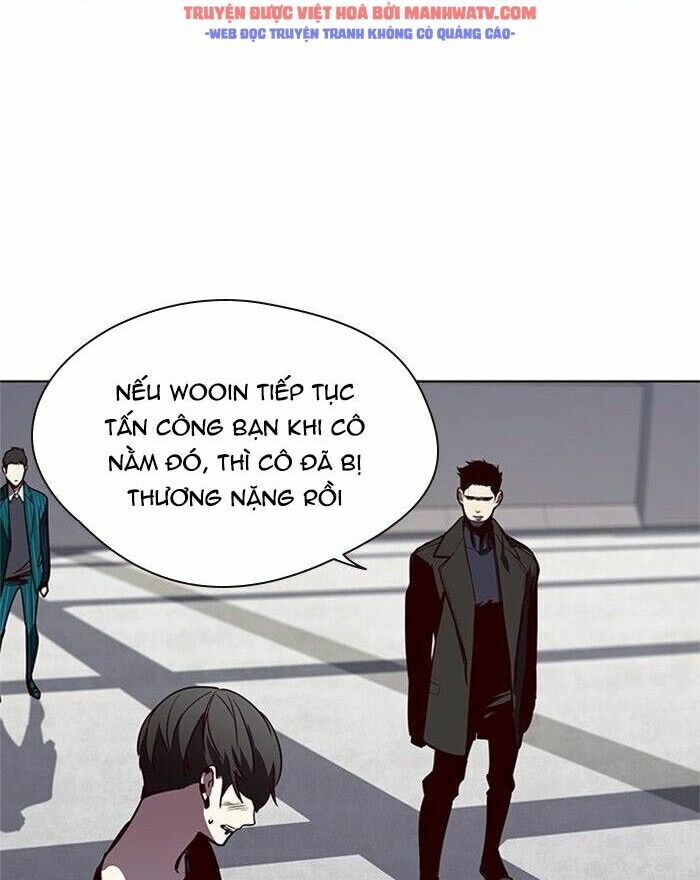 TRUYỆN ĐƯỢC VIỆT HOÁ BỞI MANHWATV.COM
-WEB ĐỌC TRUYỆN TRANH KHÔNG CÓ QUẢNG CÁO-
NẾU WOOIN TIẾP TỤC
TẤN CÔNG BẠN KHI CÔ
NẰM ĐÓ, THÌ CÔ ĐÃ BỊ
THƯƠNG NẶNG RỒI